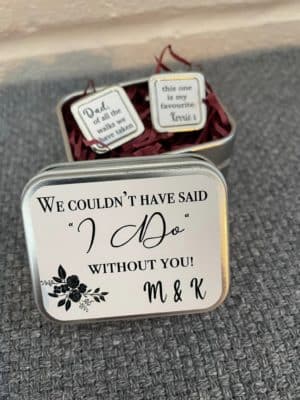 Dad,
of all the
walks we
have taken
this one
is my
favourite.
Kerrie x
WE COULDN'T HAVE SAID
"I Do"
WITHOUT YOU!
M & K